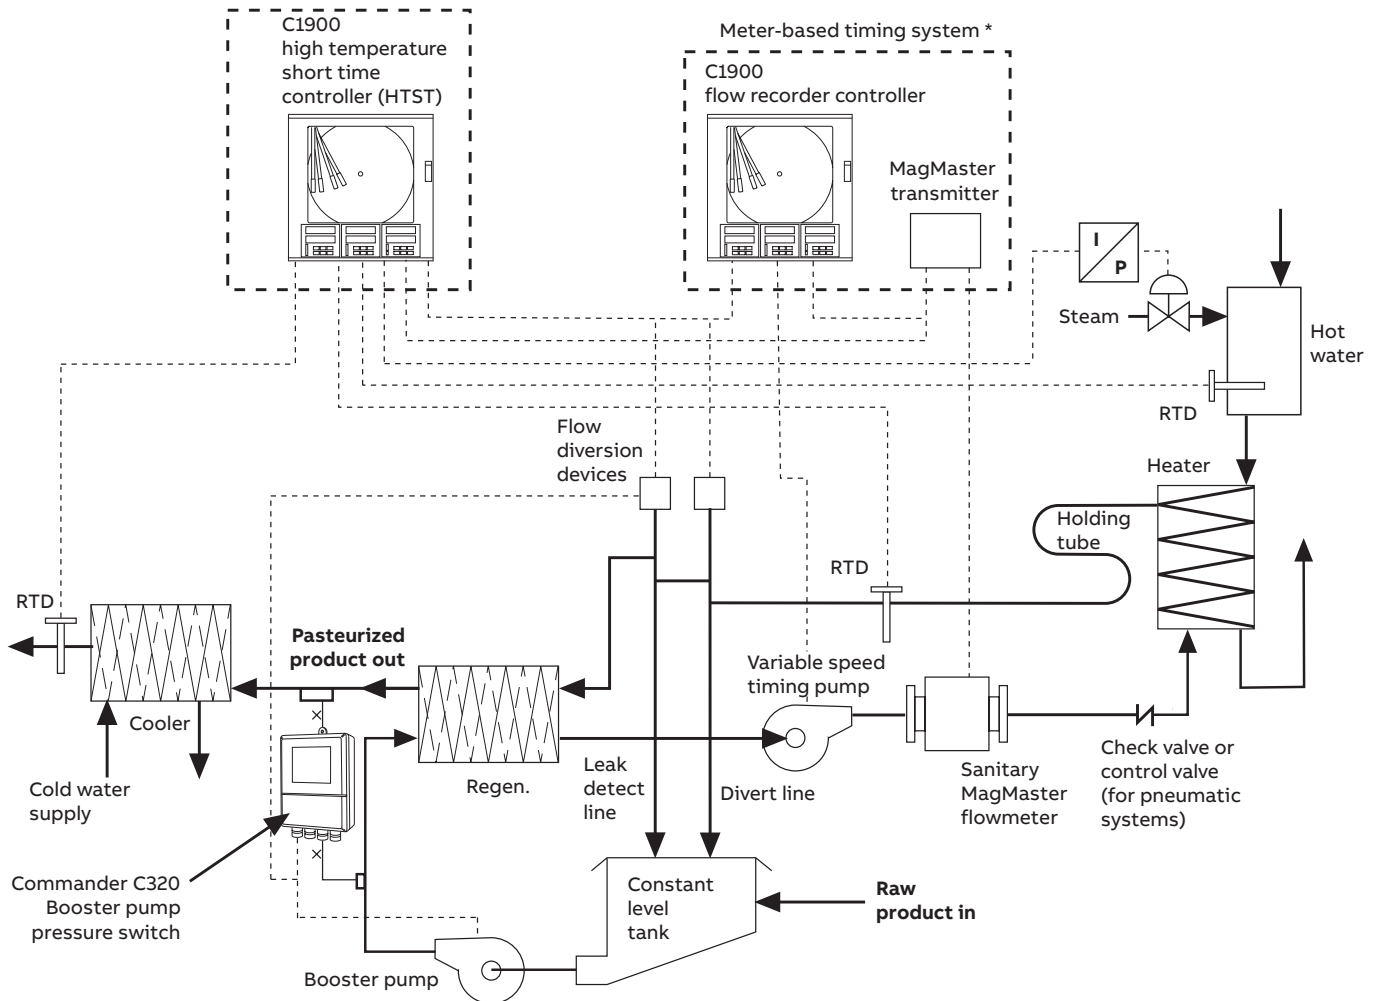 C1900
high temperature
short time
controller (HTST)
Meter-based timing system *
C1900
flow recorder controller
MagMaster
transmitter
I
P
Steam
Hot
water
RTD
Flow
diversion
devices
Heater
Holding
tube
RTD
RTD
Pasteurized
product out
Variable speed
timing pump
Cooler
Regen.
Leak
detect
line
Divert line
Sanitary
MagMaster
flowmeter
Check valve or
control valve
(for pneumatic
systems)
Cold water
supply
Commander C320
Booster pump
pressure switch
Constant
level
tank
Raw
product in
Booster pump